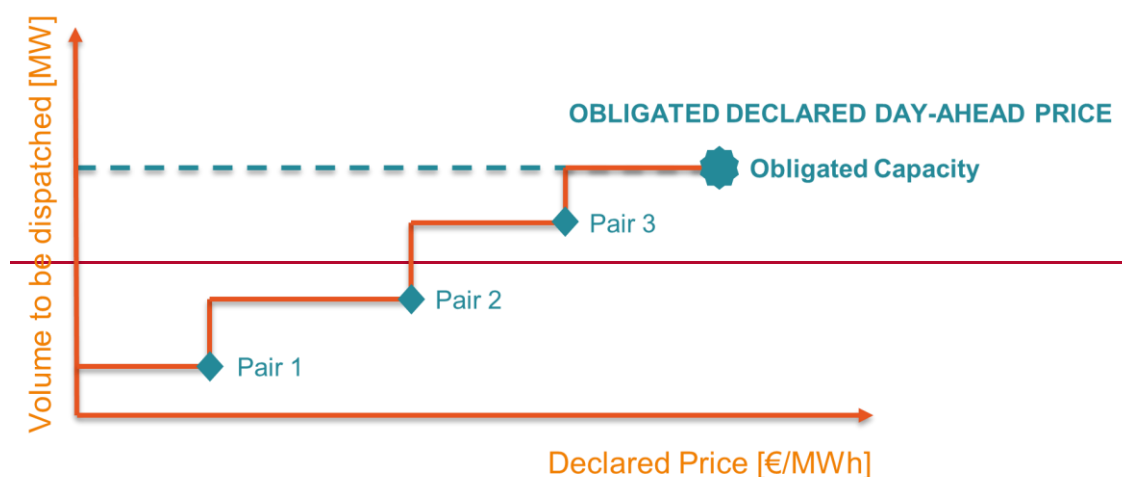 Volume to be dispatched [MW]
OBLIGATED DECLARED DAY-AHEAD PRICE
Obligated Capacity
Pair 3
Pair 2
Pair 1
Declared Price [€/MWh]